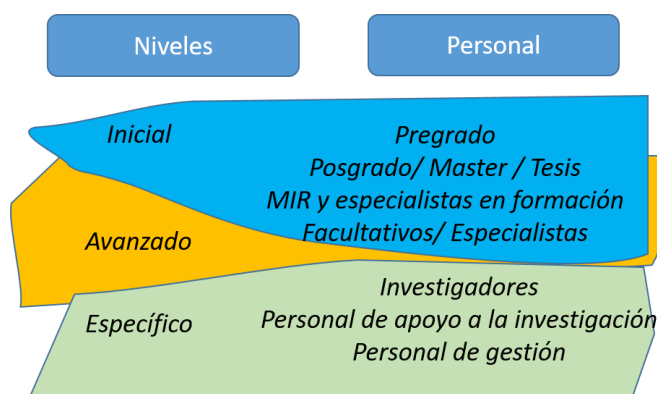 Niveles
Personal
Inicial
Pregrado
Posgrado/ Master / Tesis
MIR y especialistas en formación
Facultativos/ Especialistas
Avanzado
Investigadores
Específico
Personal de apoyo a la investigación
Personal de gestión